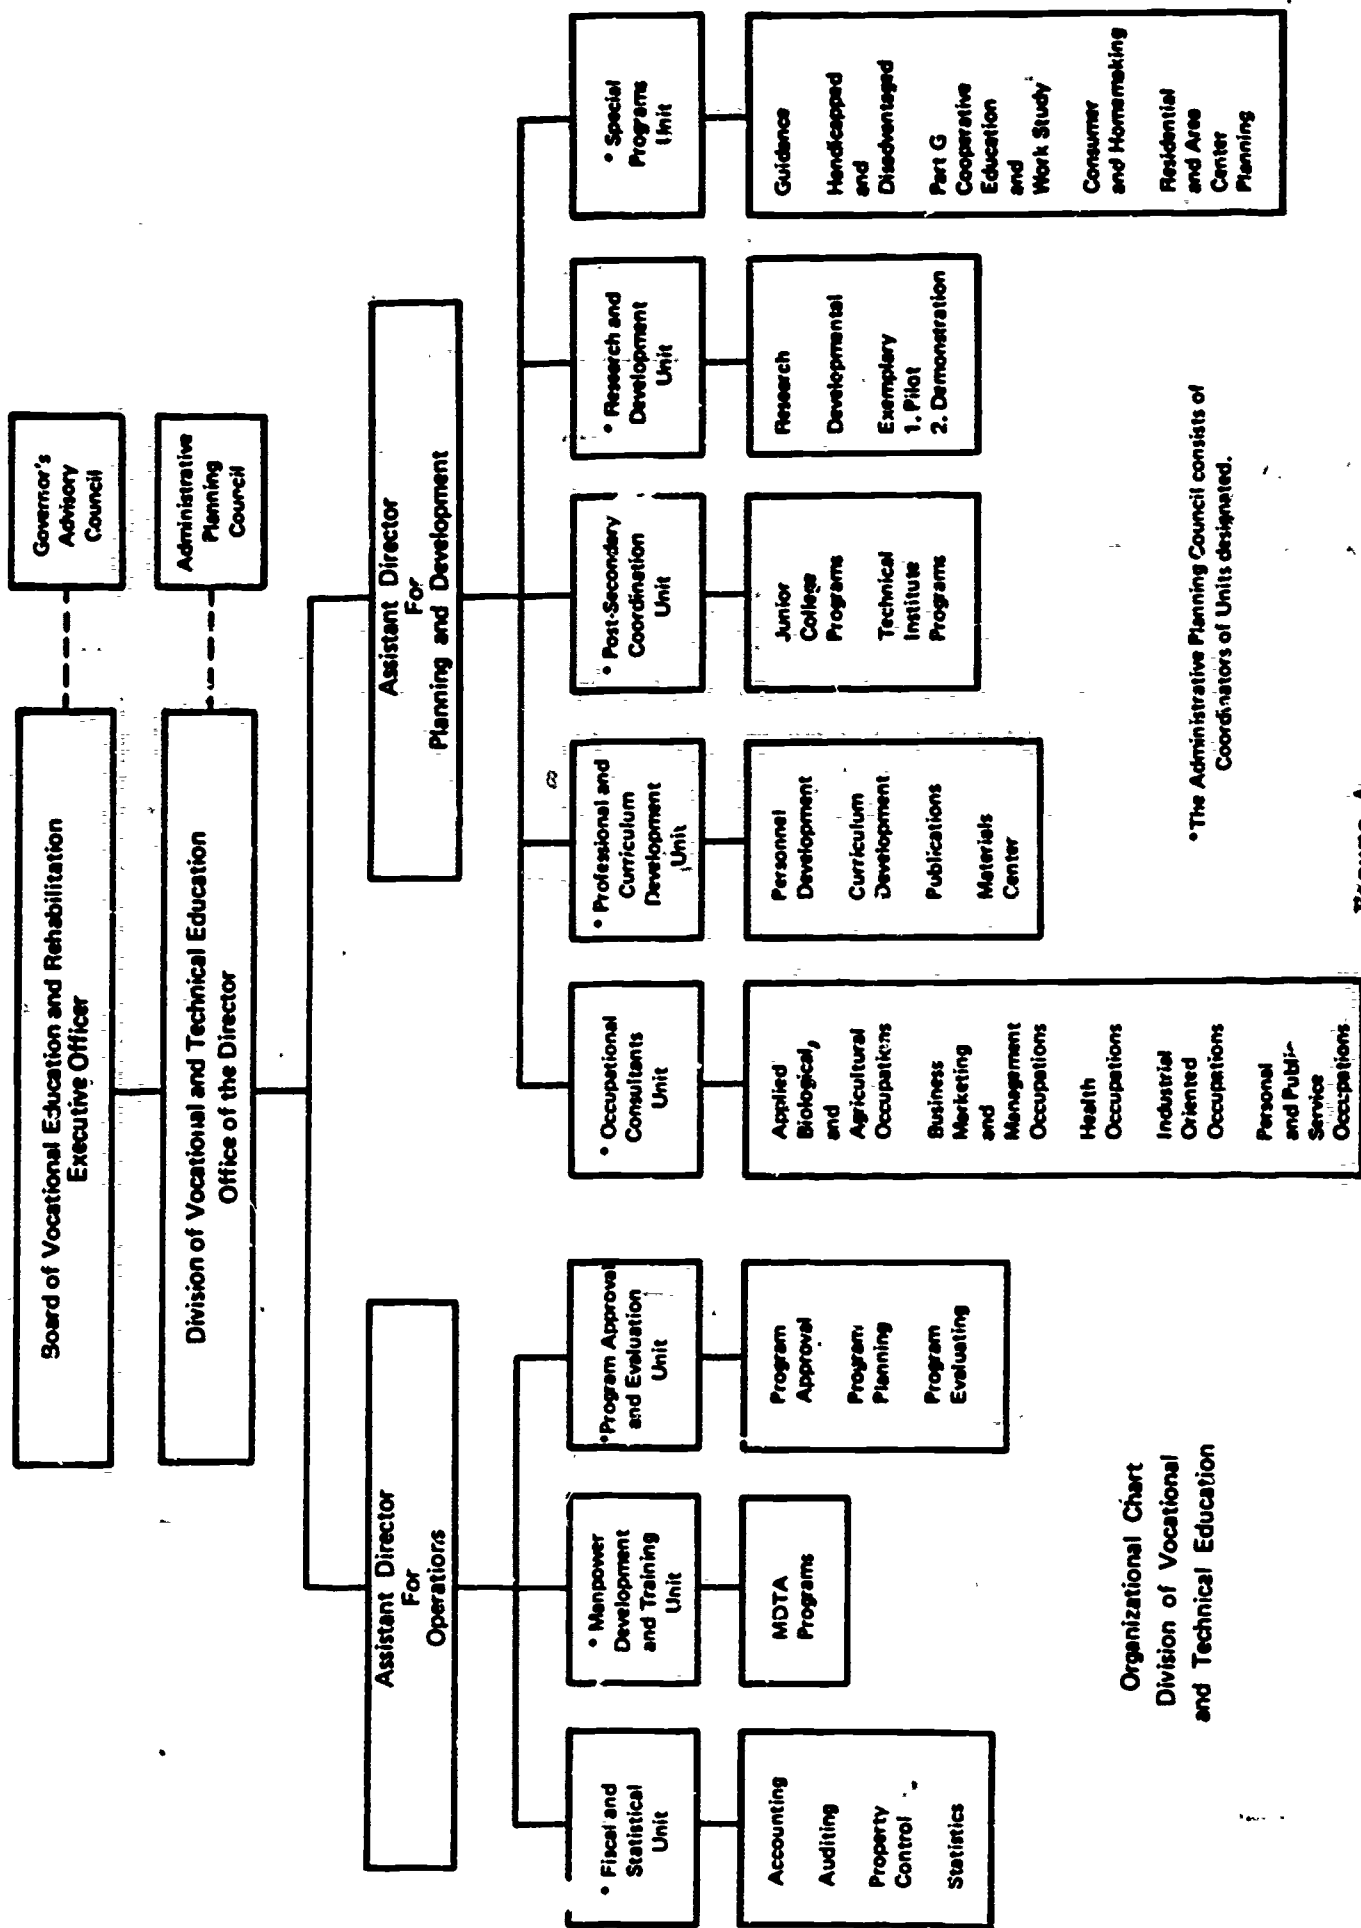 Board of Vocational Education and Rehabilitation
Executive Officer
Governor's
Advisory
Council
Division of Vocational and Technical Education
Office of the Director
Administrative
Planning
Council
Assistant Director
For
Operations
Assistant Director
For
Planning and Development
* Fiscal and
Statistical
Unit
* Manpower
Development
and Training
Unit
*Program Approval
and Evaluation
Unit
* Occupational
Consultants
Unit
* Professional and
Curriculum
Development
Unit
* Post-Secondary
Coordination
Unit
* Research and
Development
Unit
* Special
Programs
Unit
Accounting
Auditing
Property
Control
Statistics
MDTA
Programs
Program
Approval
Program
Planning
Program
Evaluating
Applied
Biological,
and
Agricultural
Occupations
Business
Marketing
and
Management
Occupations
Health
Occupations
Industrial
Oriented
Occupations
Personal
and Public
Service
Occupations
Personnel
Development
Curriculum
Development
Publications
Materials
Center
Junior
College
Programs
Technical
Institute
Programs
Research
Developmental
Exemplary
1. Pilot
2. Demonstration
Guidance
Handicapped
and
Disadvantaged
Part G
Cooperative
Education
and
Work Study
Consumer
and Homemaking
Residential
and Area
Center
Planning
Organizational Chart
Division of Vocational
and Technical Education
*The Administrative Planning Council consists of
Coordinators of Units designated.
8